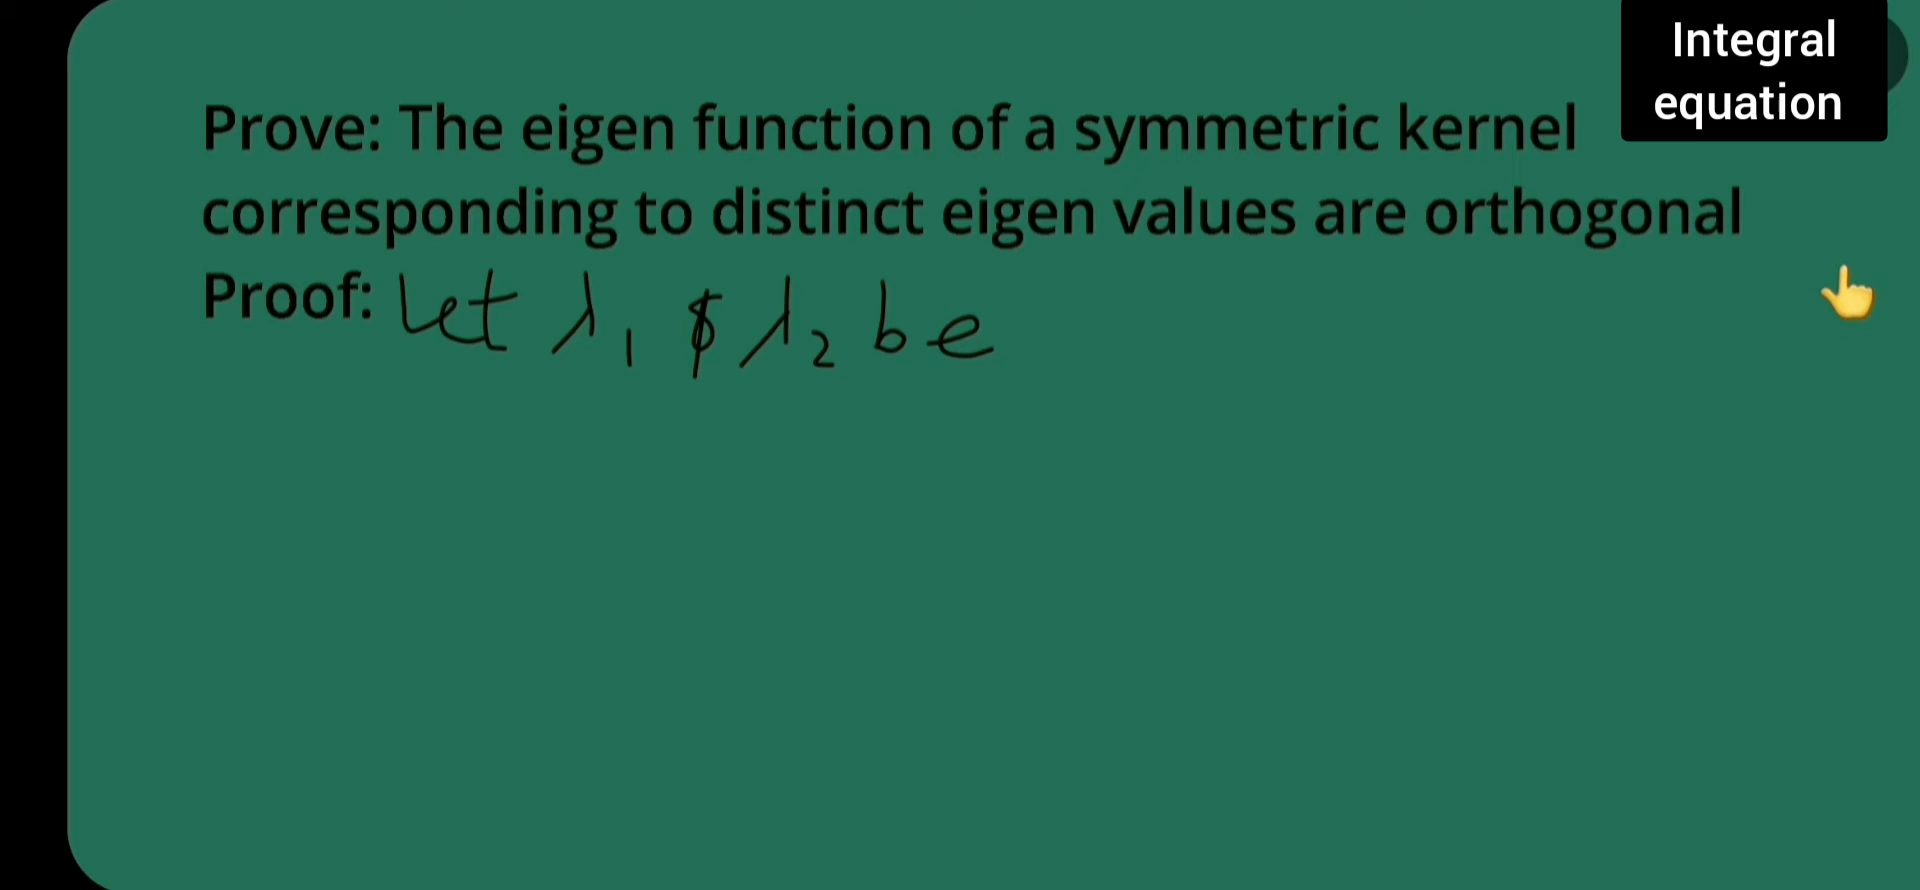 Integral
equation
Prove: The eigen function of a symmetric kernel
corresponding to distinct eigen values are orthogonal
Proof: Let λ1 $ λ2 be